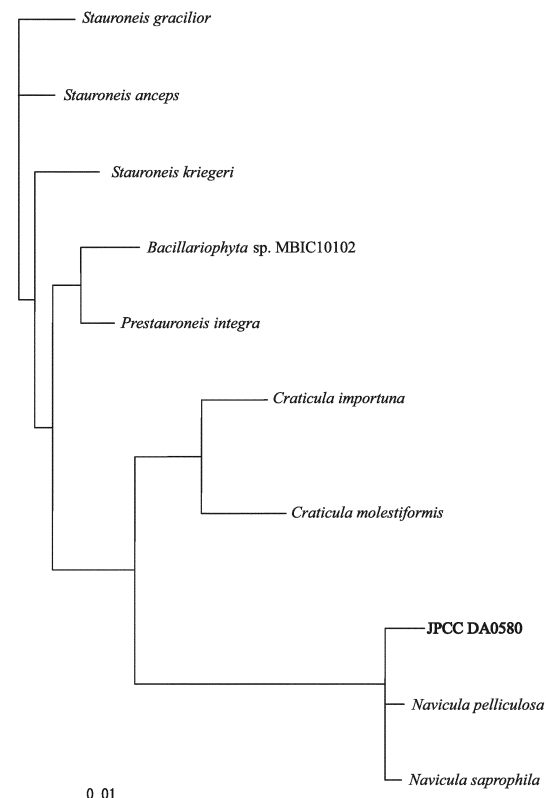 Stauroneis gracilior
Stauroneis anceps
Stauroneis kriegeri
Bacillariophyta sp. MBIC10102
Prestauroneis integra
Craticula importuna
Craticula molestiformis
JPCC DA0580
Navicula pelliculosa
Navicula saprophila
0.01